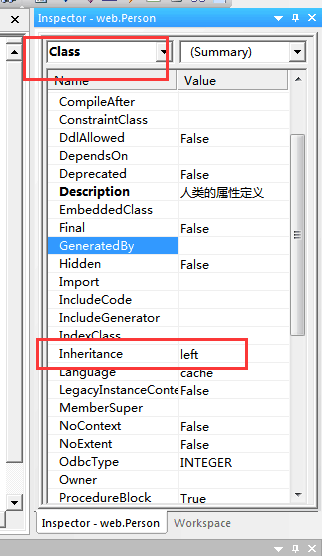 Inspector - web.Person
Class (Summary)
Name Value
CompileAfter
ConstraintClass
DdlAllowed False
DependsOn
Deprecated False
Description 人类的属性定义
EmbeddedClass
Final False
GeneratedBy
Hidden False
Import
IncludeCode
IncludeGenerator
IndexClass
Inheritance left
Language cache
LegacyInstanceConte False
MemberSuper
NoContext False
NoExtent False
OdbcType INTEGER
Owner
ProcedureBlock True
Inspector - web.Person Workspace